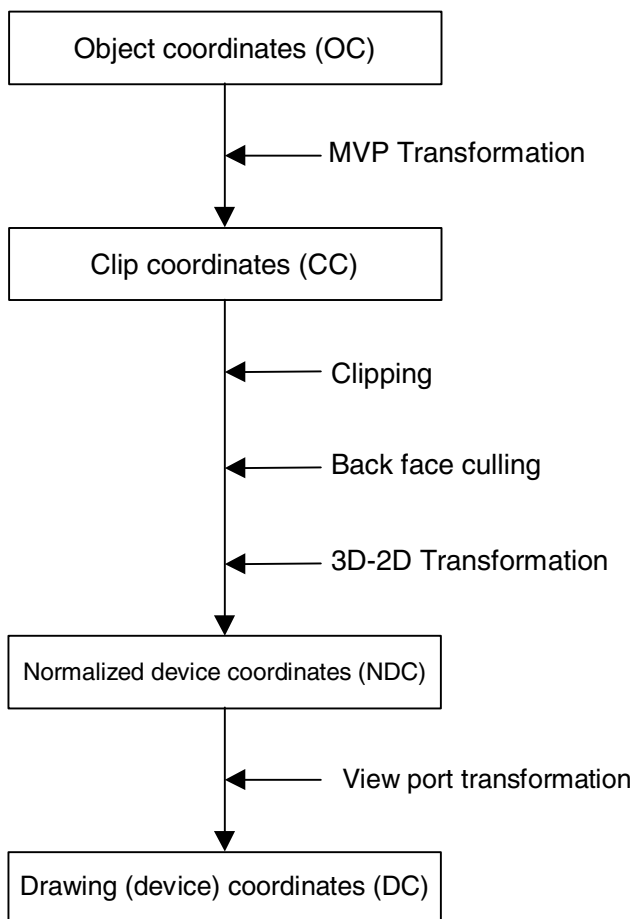 Object coordinates (OC)
MVP Transformation
Clip coordinates (CC)
Clipping
Back face culling
3D-2D Transformation
Normalized device coordinates (NDC)
View port transformation
Drawing (device) coordinates (DC)